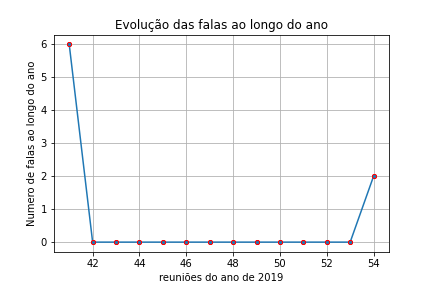 Evolução das falas ao longo do ano
Numero de falas ao longo do ano
6
5
4
3
2
1
0
42 44 46 48 50 52 54
reuniões do ano de 2019